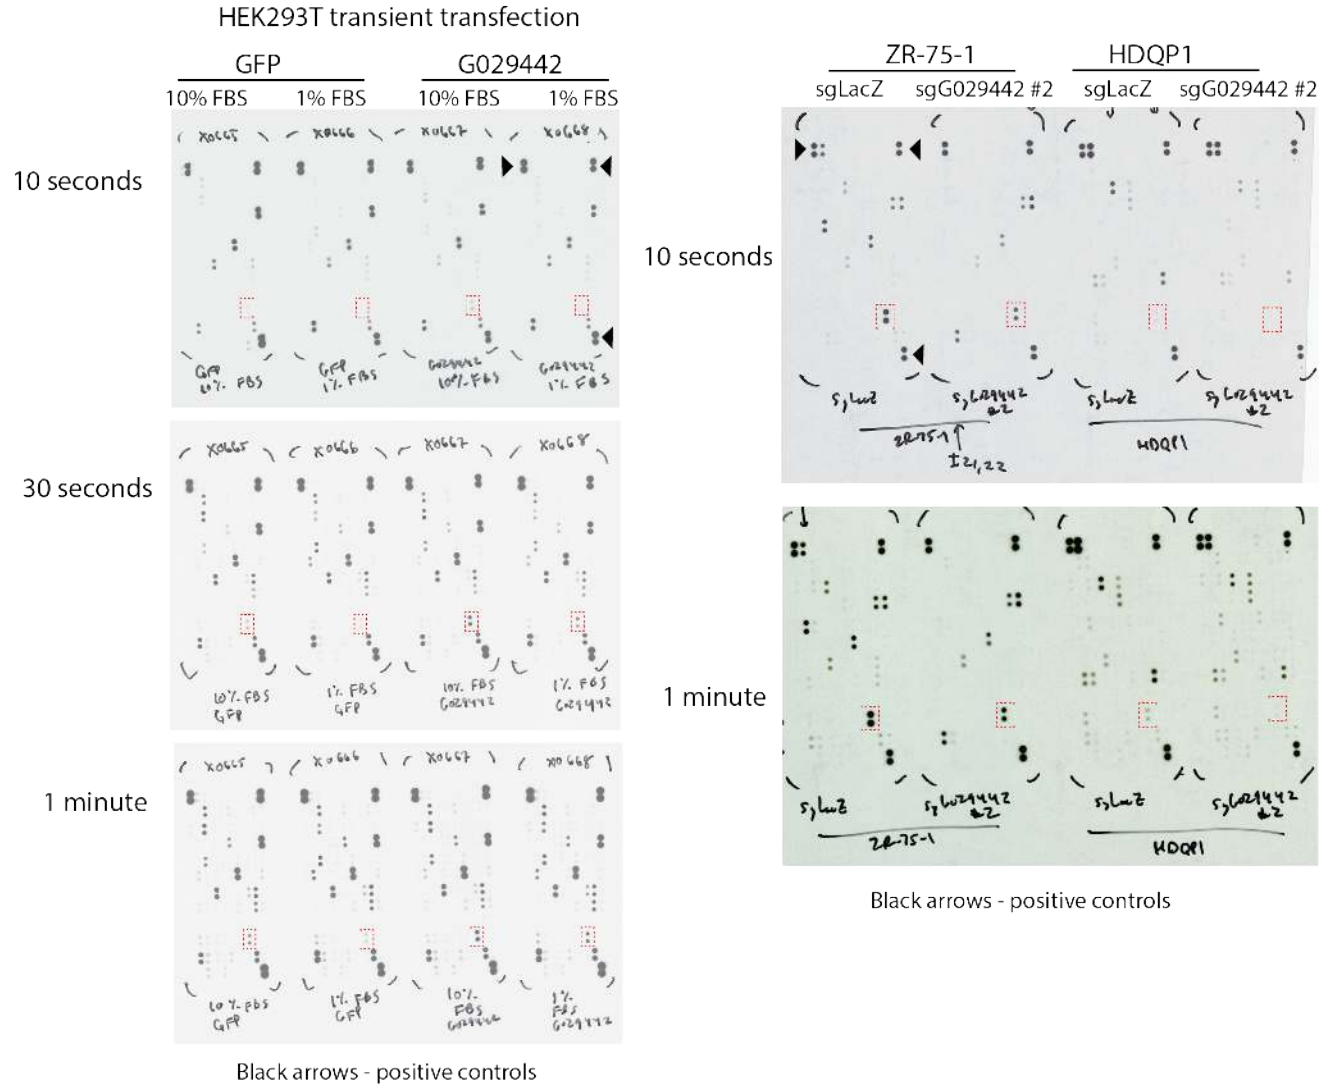 HEK293T transient transfection
GFP G029442
10% FBS 1% FBS 10% FBS 1% FBS
X0665 X0666 X0667 X0668
10 seconds
GFP GFP G029442 G029442
10% FBS 1% FBS 10% FBS 1% FBS
X0665 X0666 X0667 X0668
30 seconds
10% FBS 1% FBS 10% FBS 1% FBS
GFP GFP G029442 G029442
X0665 X0666 X0667 X0668
1 minute
10% FBS 1% FBS 10% 1%
GFP GFP FBS FBS
G029442 G029442
Black arrows - positive controls
ZR-75-1 HDQP1
sgLacZ sgG029442 #2 sgLacZ sgG029442 #2
10 seconds
sgLacZ sgG029442 sgLacZ sgG029442
#2 #2
ZR-75-1 HDQP1
I21,22
1 minute
sgLacZ sgG029442 sgLacZ sgG029442
#2 #2
ZR-75-1 HDQP1
Black arrows - positive controls